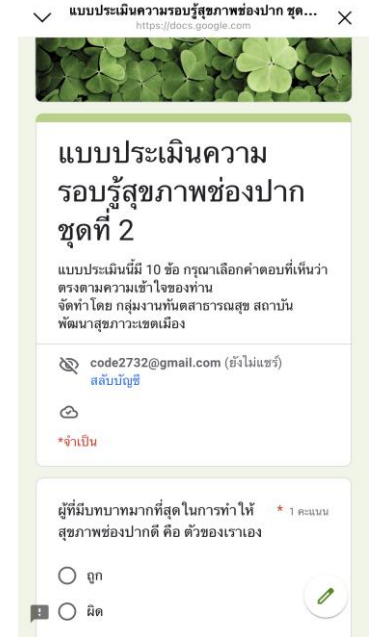 แบบประเมินความรอบรู้สุขภาพช่องปาก ชุด...
https://docs.google.com
แบบประเมินความ
รอบรู้สุขภาพช่องปาก
ชุดที่ 2
แบบประเมินนี้มี 10 ข้อ กรุณาเลือกคำตอบที่เห็นว่า
ตรงตามความเข้าใจของท่าน
จัดทำโดย กลุ่มงานทันตสาธารณสุข สถาบัน
พัฒนาสุขภาวะเขตเมือง
code2732@gmail.com (ยังไม่แชร์)
สลับบัญชี
*จำเป็น
ผู้ที่มีบทบาทมากที่สุดในการทำให้ * 1 คะแนน
สุขภาพช่องปากดี คือ ตัวของเราเอง
ถูก
ผิด